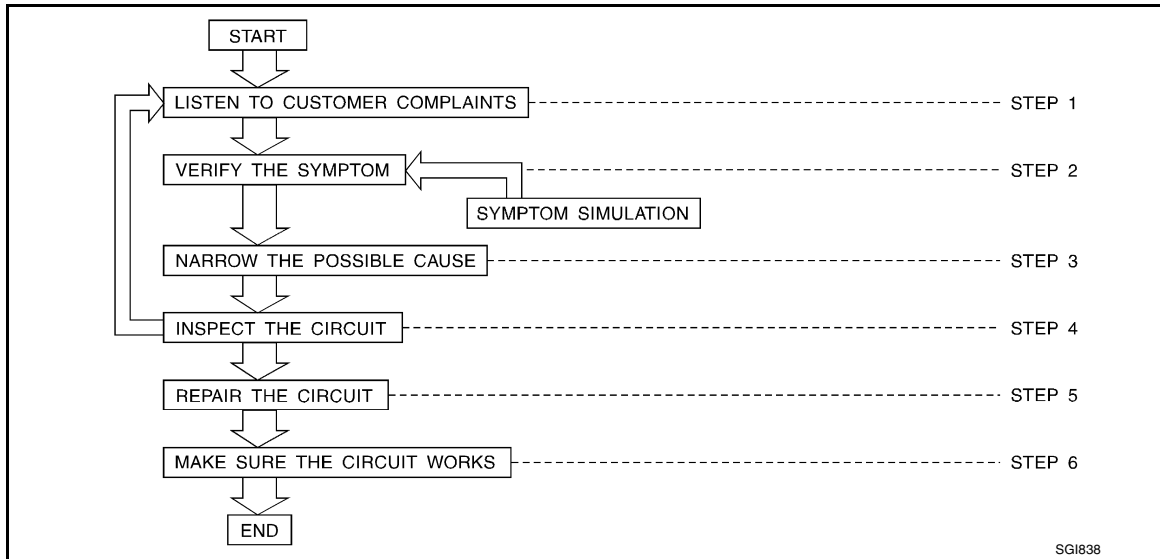 START
LISTEN TO CUSTOMER COMPLAINTS STEP 1
VERIFY THE SYMPTOM STEP 2
SYMPTOM SIMULATION
NARROW THE POSSIBLE CAUSE STEP 3
INSPECT THE CIRCUIT STEP 4
REPAIR THE CIRCUIT STEP 5
MAKE SURE THE CIRCUIT WORKS STEP 6
END
SGI838